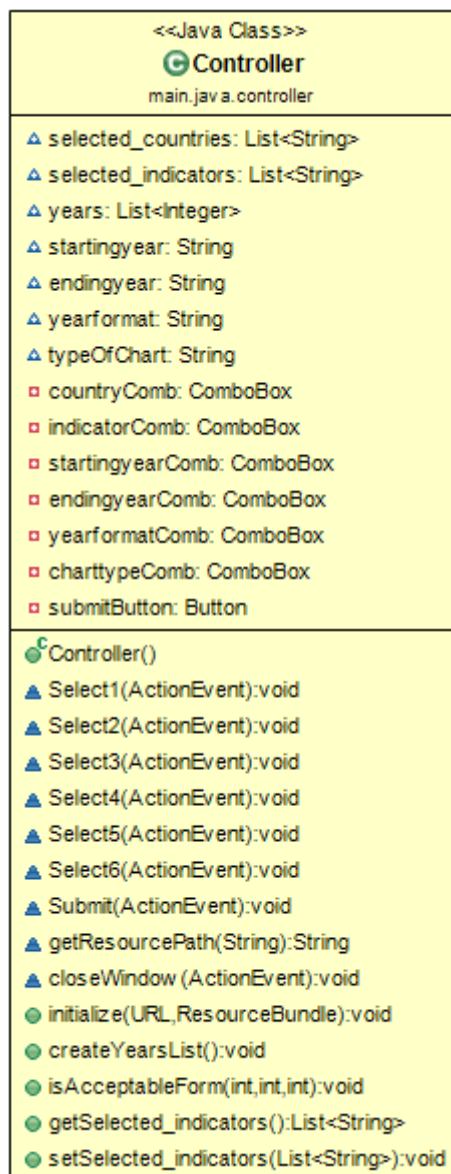 <<Java Class>>
Controller
main.java.controller
selected_countries: List<String>
selected_indicators: List<String>
years: List<Integer>
startingyear: String
endingyear: String
yearformat: String
typeOfChart: String
countryComb: ComboBox
indicatorComb: ComboBox
startingyearComb: ComboBox
endingyearComb: ComboBox
yearformatComb: ComboBox
charttypeComb: ComboBox
submitButton: Button
Controller()
Select1(ActionEvent):void
Select2(ActionEvent):void
Select3(ActionEvent):void
Select4(ActionEvent):void
Select5(ActionEvent):void
Select6(ActionEvent):void
Submit(ActionEvent):void
getResourcePath(String):String
closeWindow(ActionEvent):void
initialize(URL,ResourceBundle):void
createYearsList():void
isAcceptableForm(int,int,int):void
getSelected_indicators():List<String>
setSelected_indicators(List<String>):void